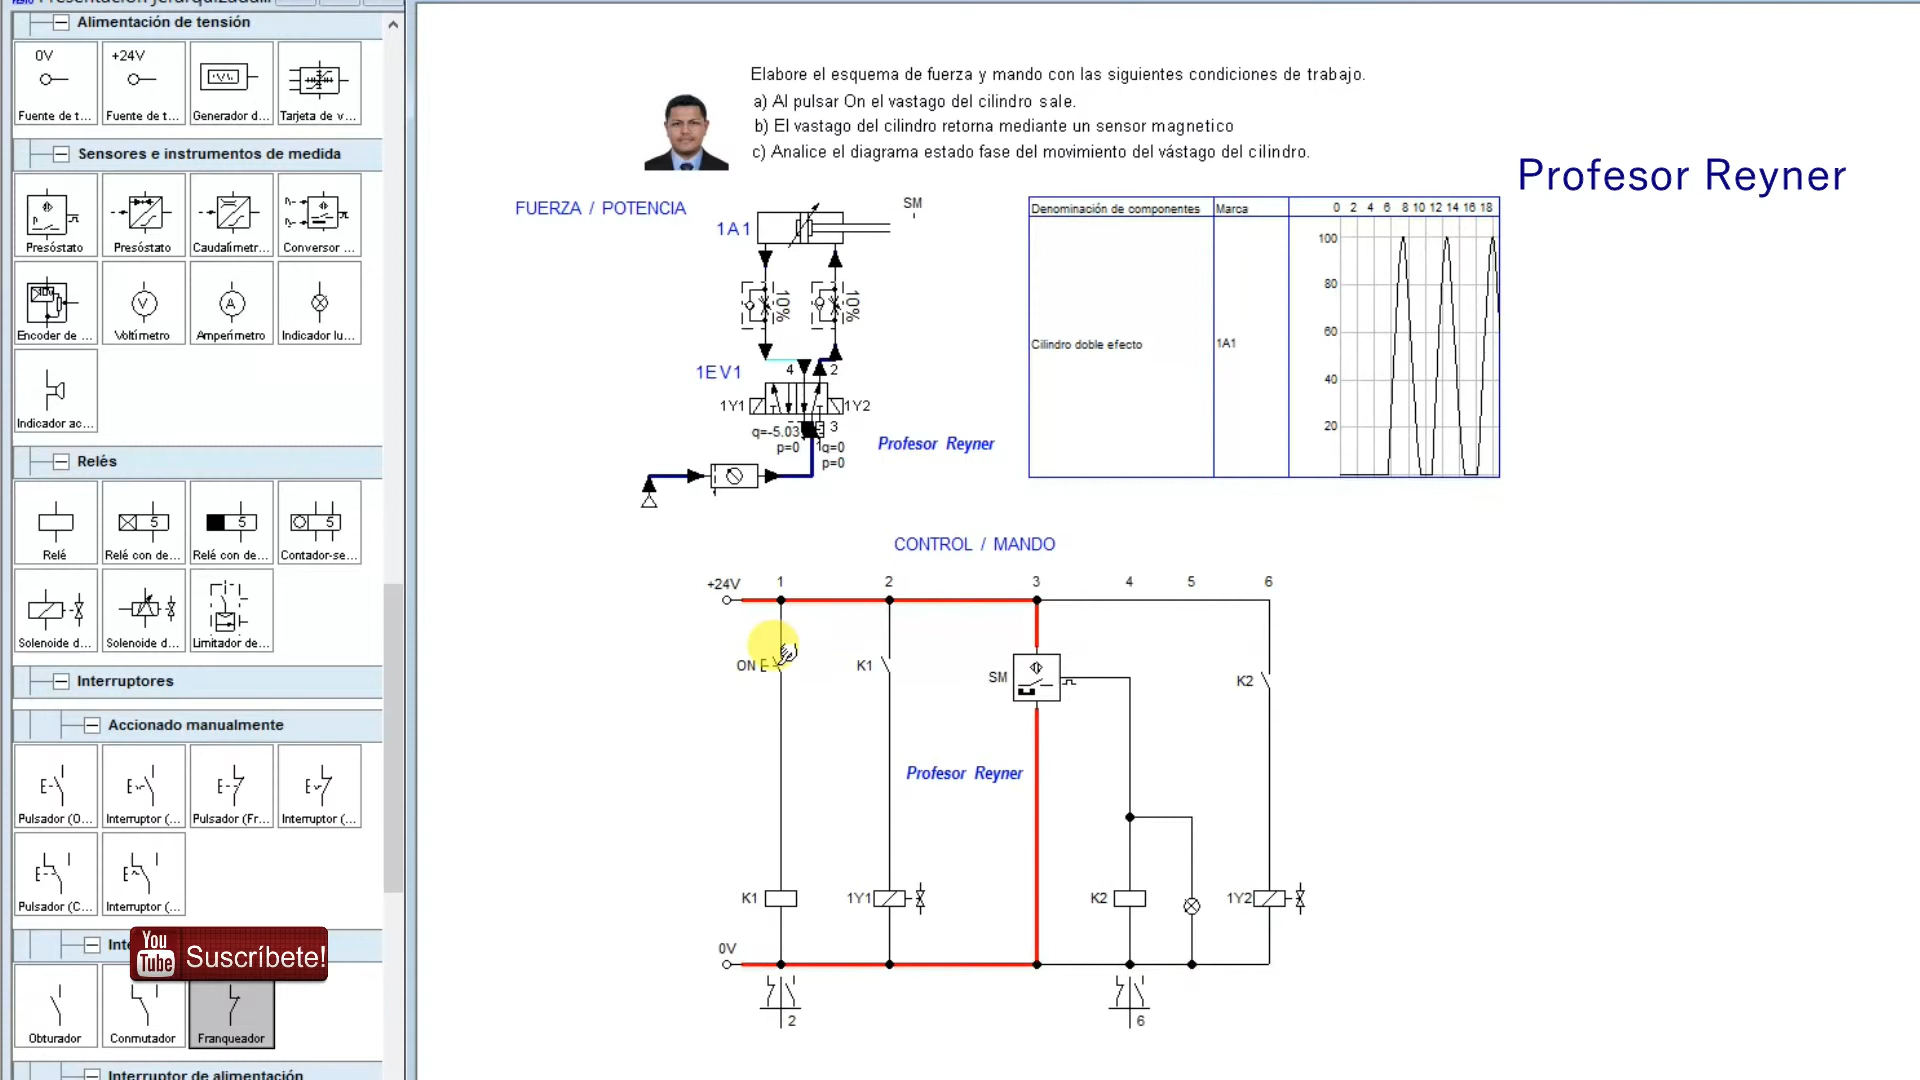 Presentación jerarquizada...
Alimentación de tensión
0V
+24V
Fuente de t...
Fuente de t...
Generador d...
Tarjeta de v...
Sensores e instrumentos de medida
Presóstato
Presóstato
Caudalímetr...
Conversor ...
Encoder de ...
Voltímetro
Amperímetro
Indicador lu...
Indicador ac...
Relés
5
5
5
Relé
Relé con de...
Relé con de...
Contador-se...
Solenoide d...
Solenoide d...
Limitador de...
Interruptores
Accionado manualmente
Pulsador (O...
Interruptor (...
Pulsador (Fr...
Interruptor (...
Pulsador (C...
Interruptor (...
Inte
You Tube Suscríbete!
Obturador
Conmutador
Franqueador
Interruptor de alimentación
Elabore el esquema de fuerza y mando con las siguientes condiciones de trabajo.
a) Al pulsar On el vastago del cilindro sale.
b) El vastago del cilindro retorna mediante un sensor magnetico
c) Analice el diagrama estado fase del movimiento del vástago del cilindro.
Profesor Reyner
FUERZA / POTENCIA
SM
1A1
10%
10%
1EV1
4
2
1Y1
1Y2
3
q=-5.03
p=0
q=0
p=0
Profesor Reyner
Denominación de componentes
Marca
0 2 4 6 8 10 12 14 16 18
100
80
60
40
20
Cilindro doble efecto
1A1
CONTROL / MANDO
+24V
1
2
3
4
5
6
ON
K1
SM
K2
Profesor Reyner
K1
1Y1
K2
1Y2
0V
2
6